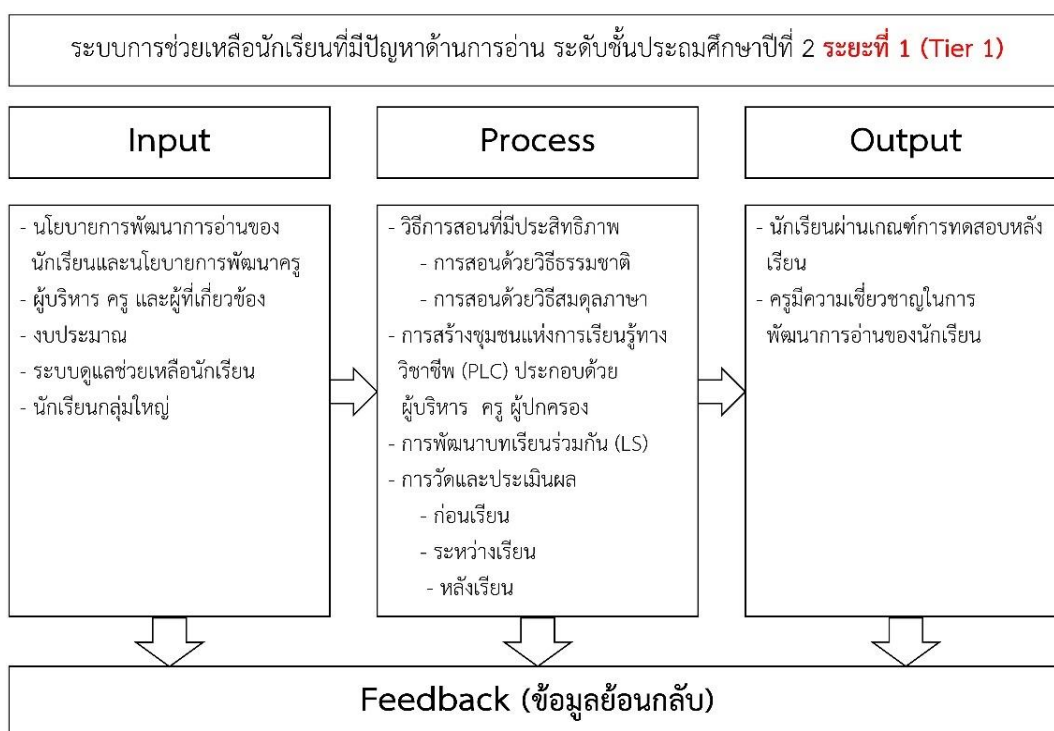 ระบบการช่วยเหลือนักเรียนที่มีปัญหาด้านการอ่าน ระดับชั้นประถมศึกษาปีที่ 2 ระยะที่ 1 (Tier 1)
Input
- นโยบายการพัฒนาการอ่านของ
นักเรียนและนโยบายการพัฒนาครู
- ผู้บริหาร ครู และผู้ที่เกี่ยวข้อง
- งบประมาณ
- ระบบดูแลช่วยเหลือนักเรียน
- นักเรียนกลุ่มใหญ่
Process
- วิธีการสอนที่มีประสิทธิภาพ
- การสอนด้วยวิธีธรรมชาติ
- การสอนด้วยวิธีสมดุลภาษา
- การสร้างชุมชนแห่งการเรียนรู้ทาง
วิชาชีพ (PLC) ประกอบด้วย
ผู้บริหาร ครู ผู้ปกครอง
- การพัฒนาบทเรียนร่วมกัน (LS)
- การวัดและประเมินผล
- ก่อนเรียน
- ระหว่างเรียน
- หลังเรียน
Output
- นักเรียนผ่านเกณฑ์การทดสอบหลัง
เรียน
- ครูมีความเชี่ยวชาญในการ
พัฒนาการอ่านของนักเรียน
Feedback (ข้อมูลย้อนกลับ)